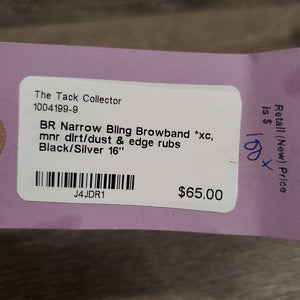 The Tack Collector
1004199-9
BR Narrow Bling Browband *xc,
mnr dirt/dust & edge rubs
Black/Silver 16"
J4JDR1
$65.00
Retail (New) Price
is $